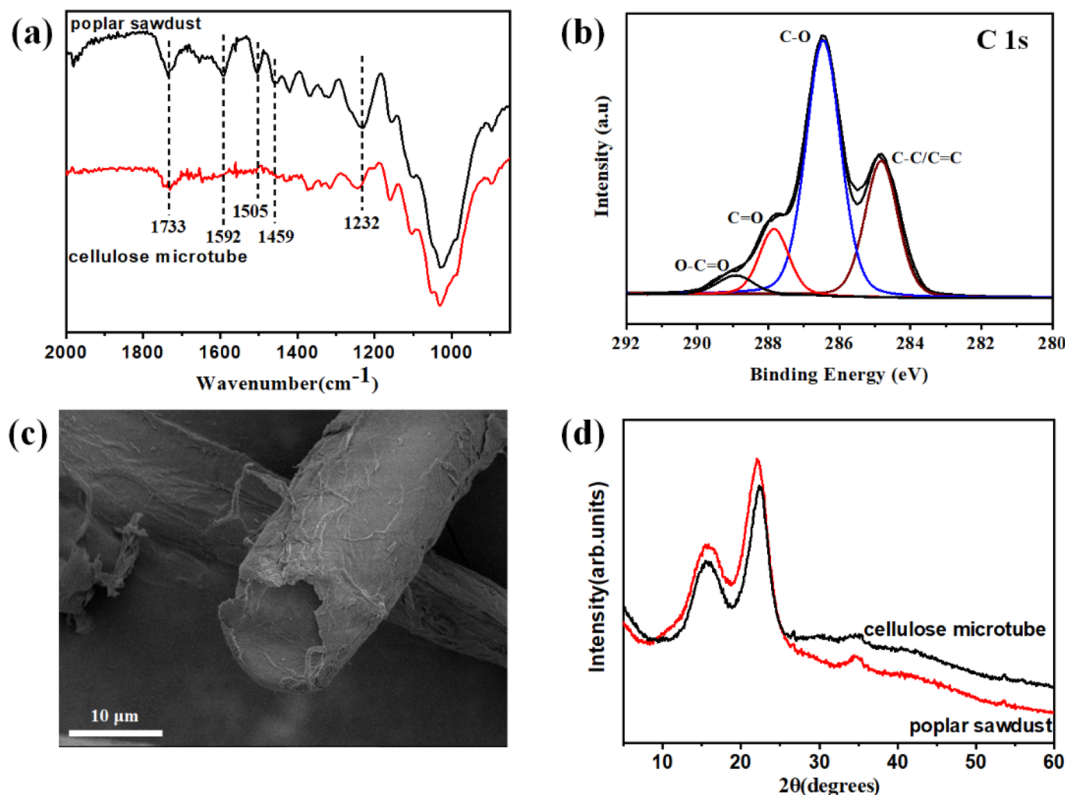 (a)
poplar sawdust
1733
1592
1505
1459
1232
cellulose microtube
2000
1800
1600
1400
1200
1000
Wavenumber(cm-1)
(b)
C 1s
C-O
C-C/C=C
C=O
O-C=O
Intensity (a.u)
292
290
288
286
284
282
280
Binding Energy (eV)
(c)
10 μm
(d)
Intensity(arb.units)
cellulose microtube
poplar sawdust
10
20
30
40
50
60
2θ(degrees)